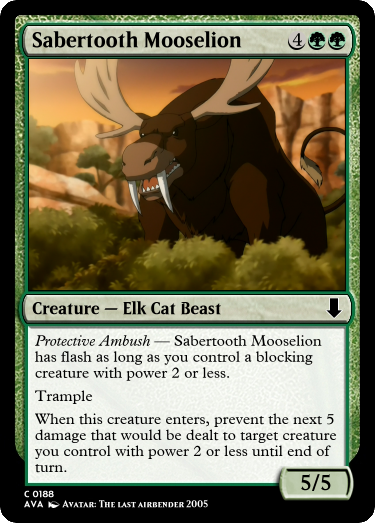 Sabertooth Mooselion 4
Creature — Elk Cat Beast
Protective Ambush — Sabertooth Mooselion
has flash as long as you control a blocking
creature with power 2 or less.
Trample
When this creature enters, prevent the next 5
damage that would be dealt to target creature
you control with power 2 or less until end of
turn.
5/5
C 0188
AVA Avatar: The last airbender 2005